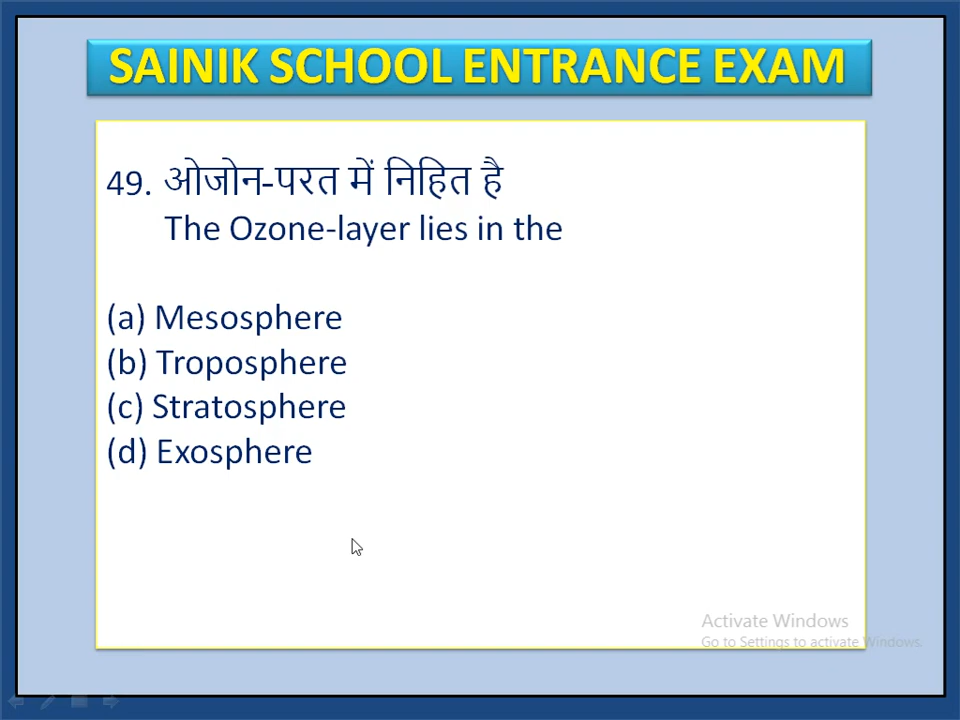 SAINIK SCHOOL ENTRANCE EXAM
49. ओजोन-परत में निहित है
The Ozone-layer lies in the
(a) Mesosphere
(b) Troposphere
(c) Stratosphere
(d) Exosphere
Activate Windows
Go to Settings to activate Windows.